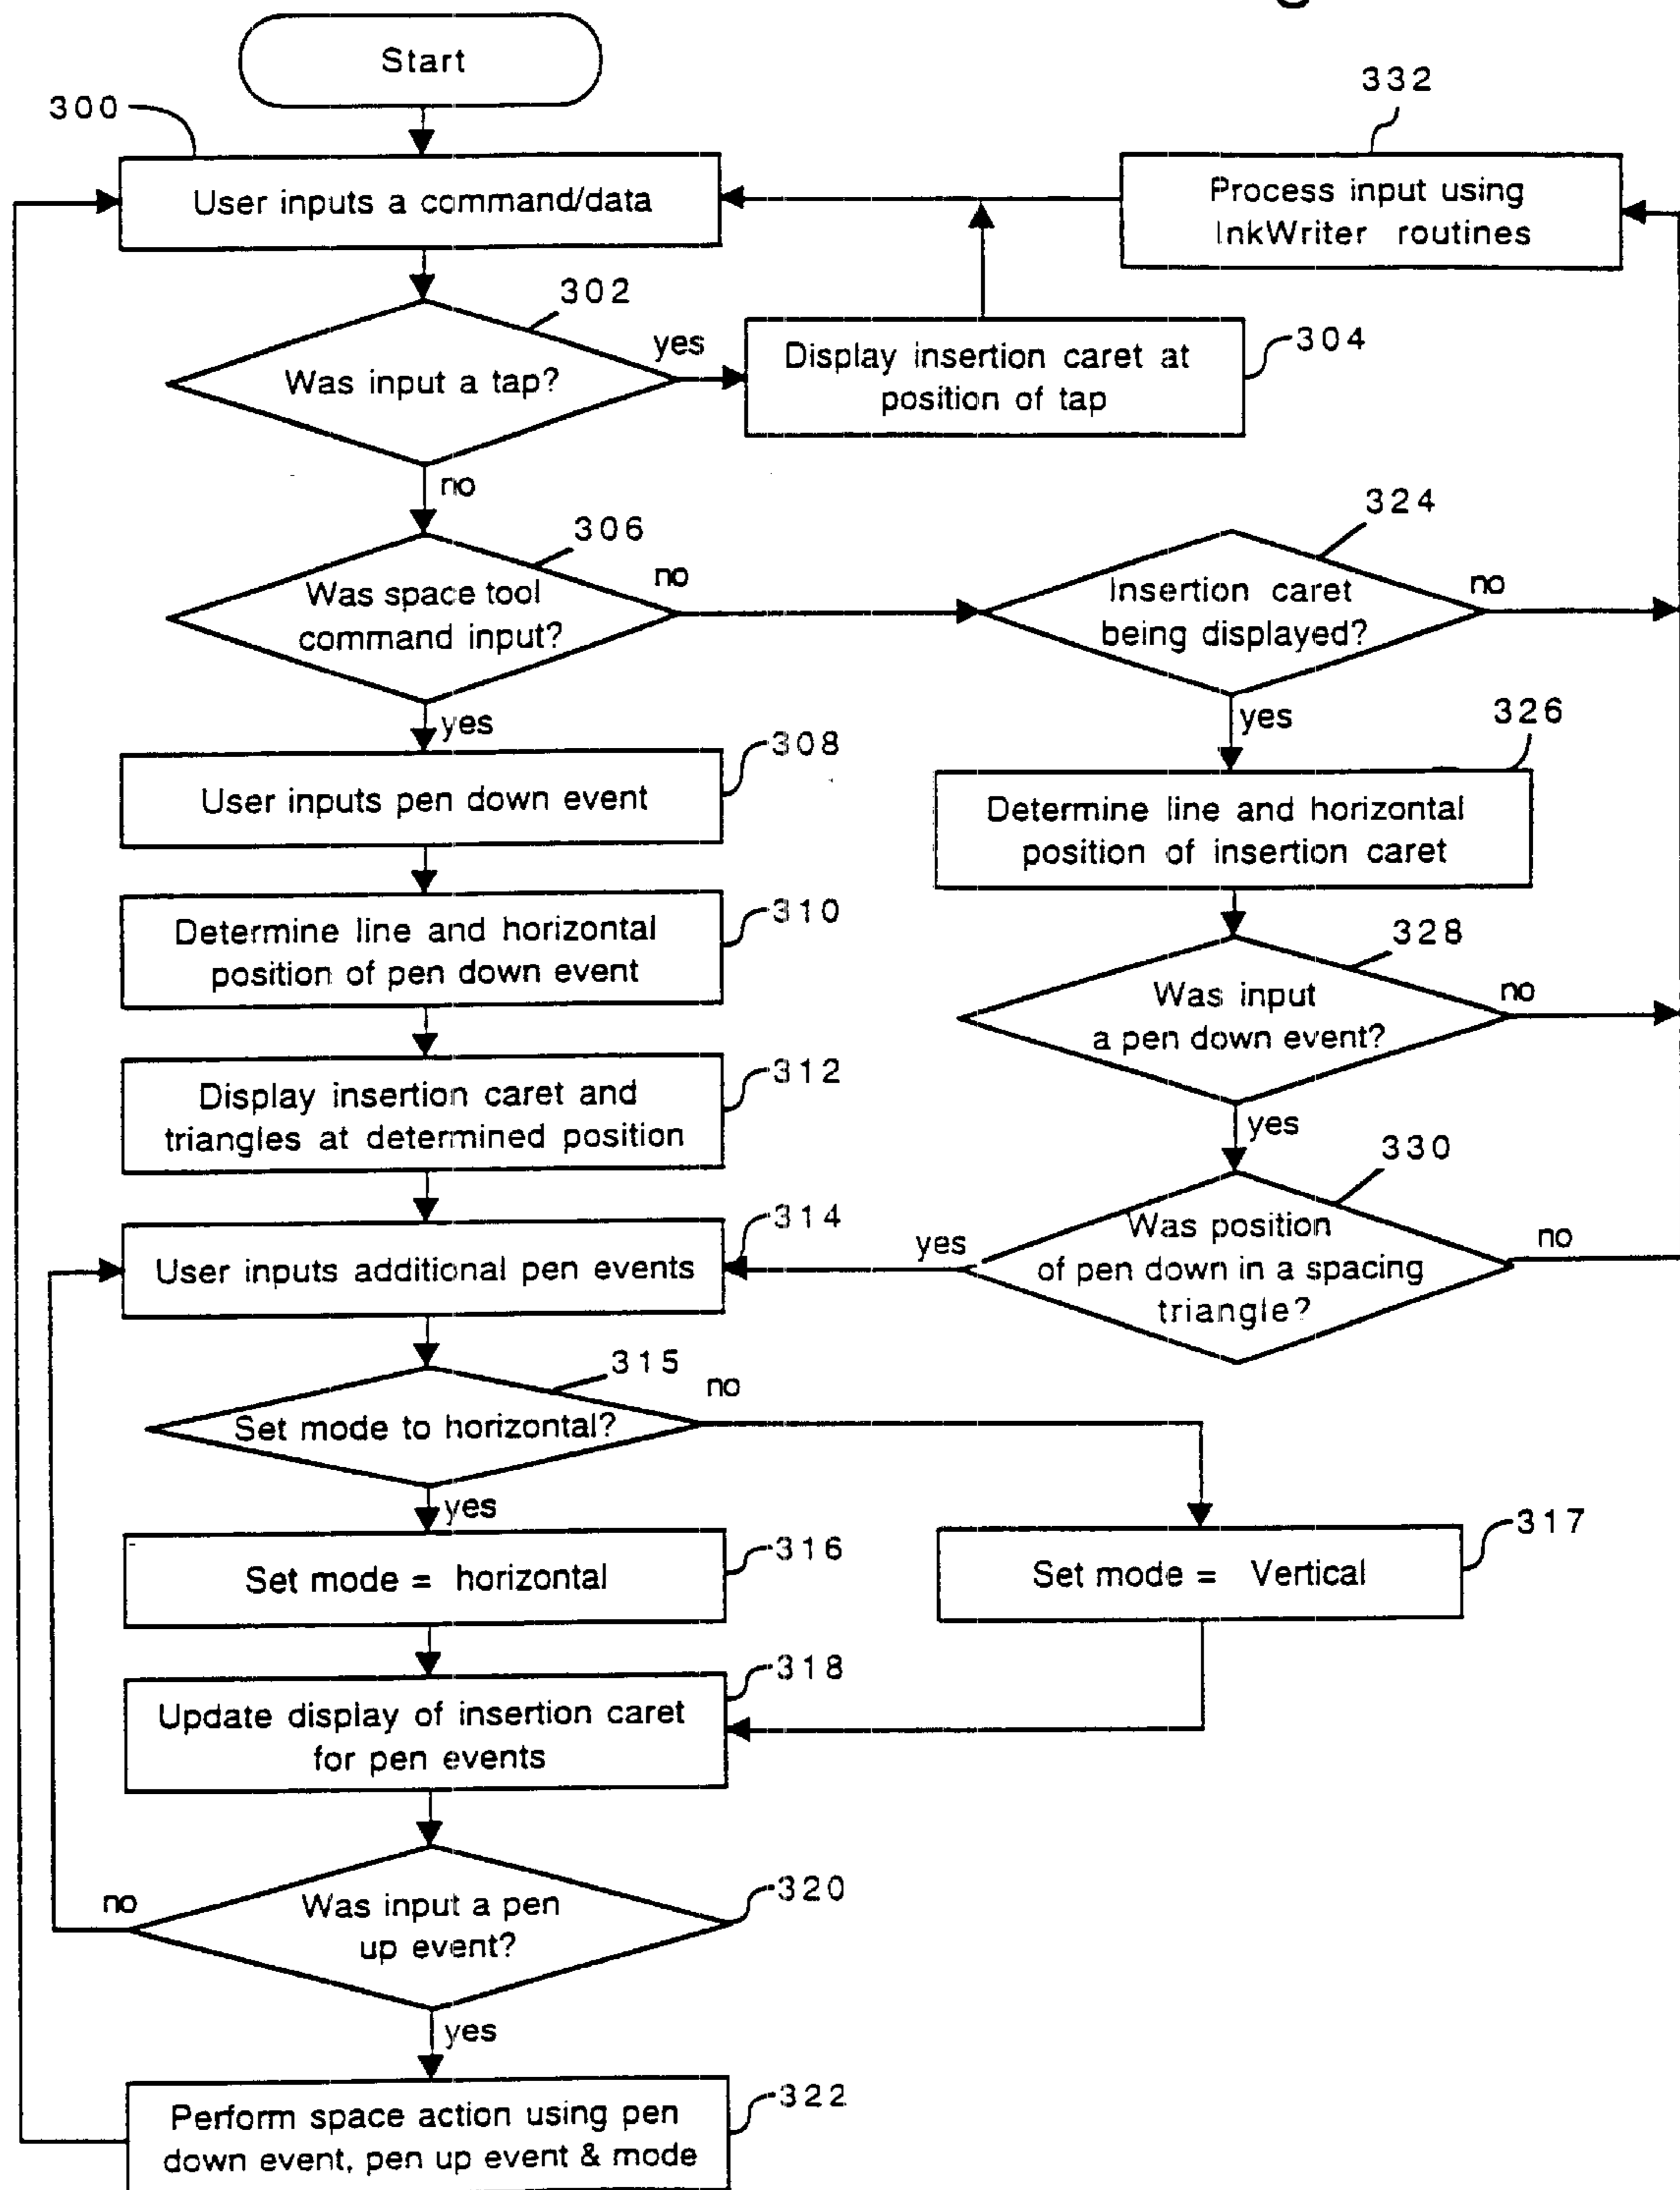 Start
300
332
User inputs a command/data
Process input using
InkWriter routines
302
Was input a tap?
yes
Display insertion caret at
position of tap
304
no
306
Was space tool
command input?
no
324
Insertion caret
being displayed?
no
yes
yes
308
User inputs pen down event
326
Determine line and horizontal
position of insertion caret
310
Determine line and horizontal
position of pen down event
328
Was input
a pen down event?
no
yes
312
Display insertion caret and
triangles at determined position
330
Was position
of pen down in a spacing
triangle?
yes
no
314
User inputs additional pen events
315
Set mode to horizontal?
no
yes
316
Set mode = horizontal
317
Set mode = Vertical
318
Update display of insertion caret
for pen events
320
Was input a pen
up event?
no
yes
322
Perform space action using pen
down event, pen up event & mode